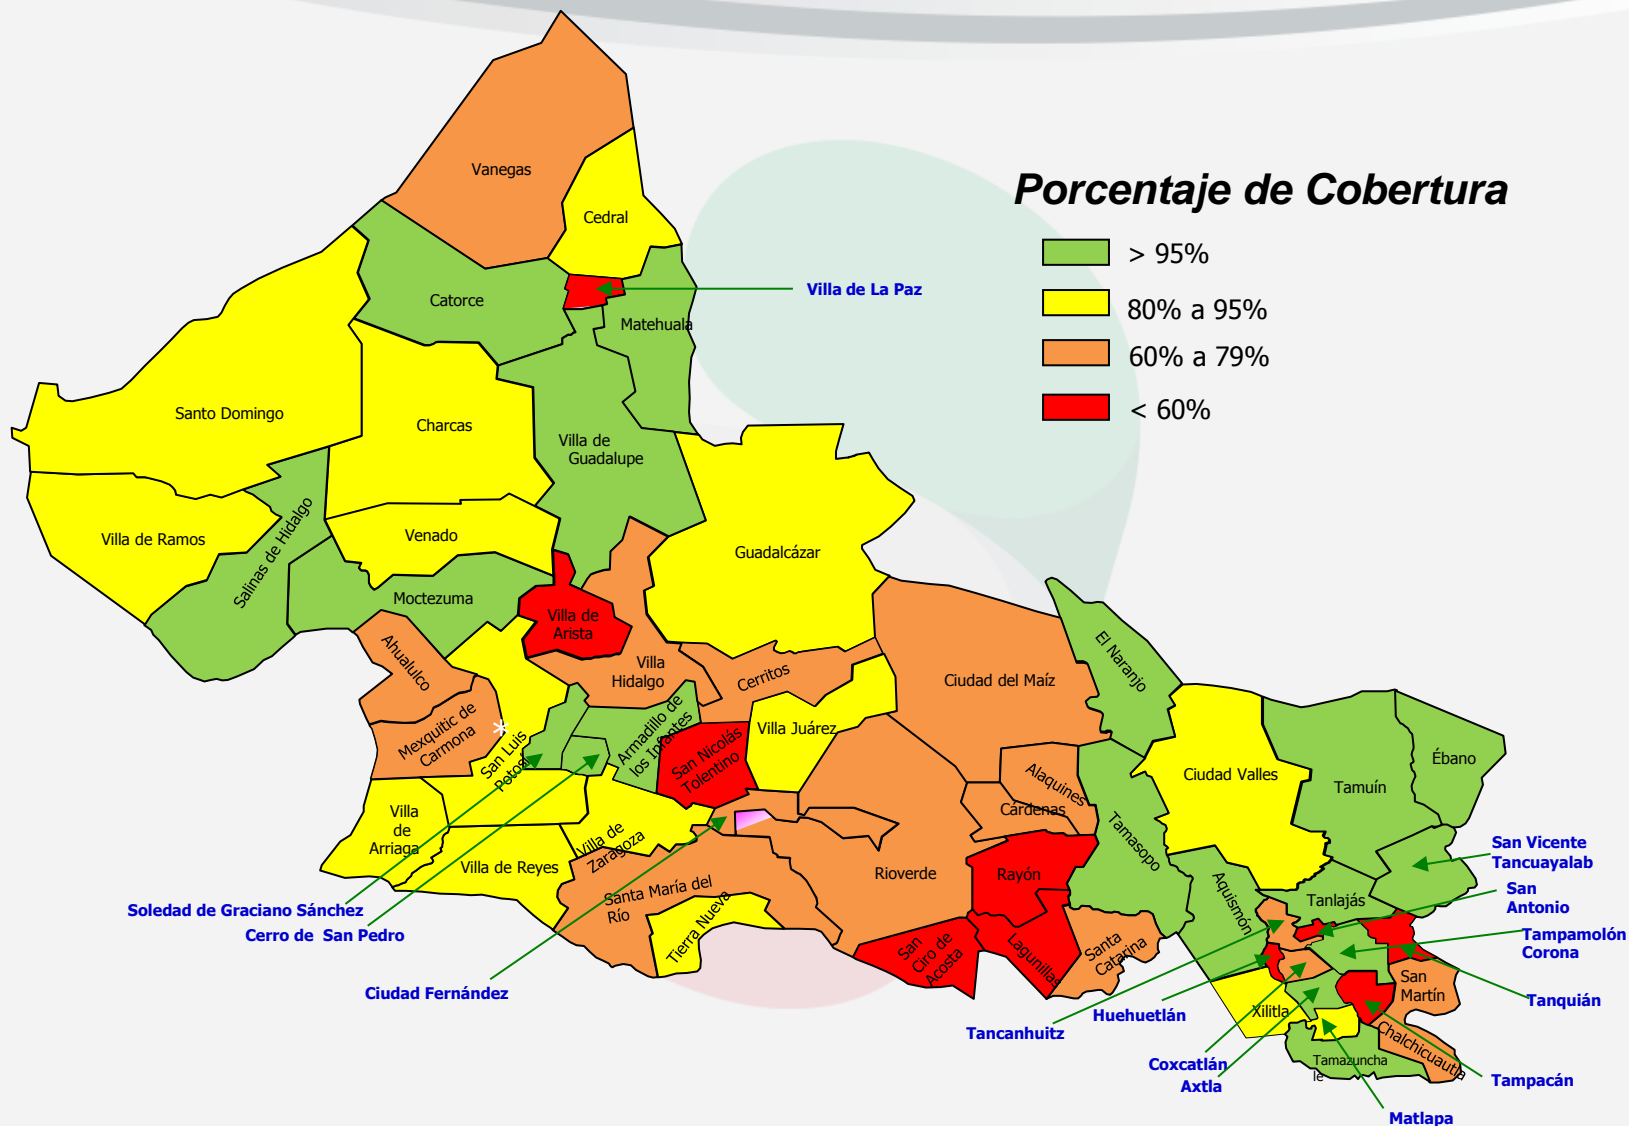 Porcentaje de Cobertura
> 95%
80% a 95%
60% a 79%
< 60%
Vanegas
Cedral
Catorce
Villa de La Paz
Matehuala
Santo Domingo
Charcas
Villa de
Guadalupe
Villa de Ramos
Salinas de Hidalgo
Venado
Guadalcázar
Moctezuma
Villa de
Arista
Ahualulco
Villa
Hidalgo
Cerritos
Ciudad del Maíz
El Naranjo
Mexquitic de
Carmona
*
San Luis
Potosí
Armadillo de
los Infantes
San Nicolás
Tolentino
Villa Juárez
Alaquines
Cárdenas
Ciudad Valles
Tamuín
Ébano
Villa
de
Arriaga
Villa de Reyes
Villa de
Zaragoza
Santa María del
Río
Tierra Nueva
Rioverde
Rayón
Tamasopo
Aquismón
Tanlajás
San Vicente
Tancuayalab
San
Antonio
Tampamolón
Corona
Tanquián
Soledad de Graciano Sánchez
Cerro de San Pedro
Ciudad Fernández
San
Ciro de
Acosta
Lagunillas
Santa
Catarina
San
Martín
Xilitla
Chalchicuautla
Tamazuncha
le
Huehuetlán
Tancanhuitz
Coxcatlán
Axtla
Tampacán
Matlapa